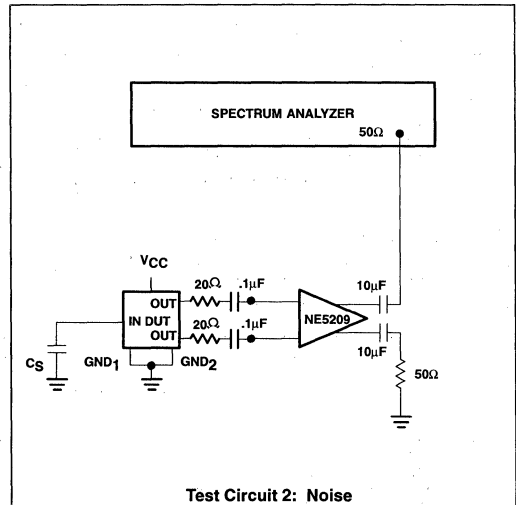 SPECTRUM ANALYZER
50Ω
VCC
20Ω .1μF
OUT
IN DUT
OUT
20Ω .1μF
NE5209
10μF
10μF
CS
GND1
GND2
50Ω
Test Circuit 2: Noise